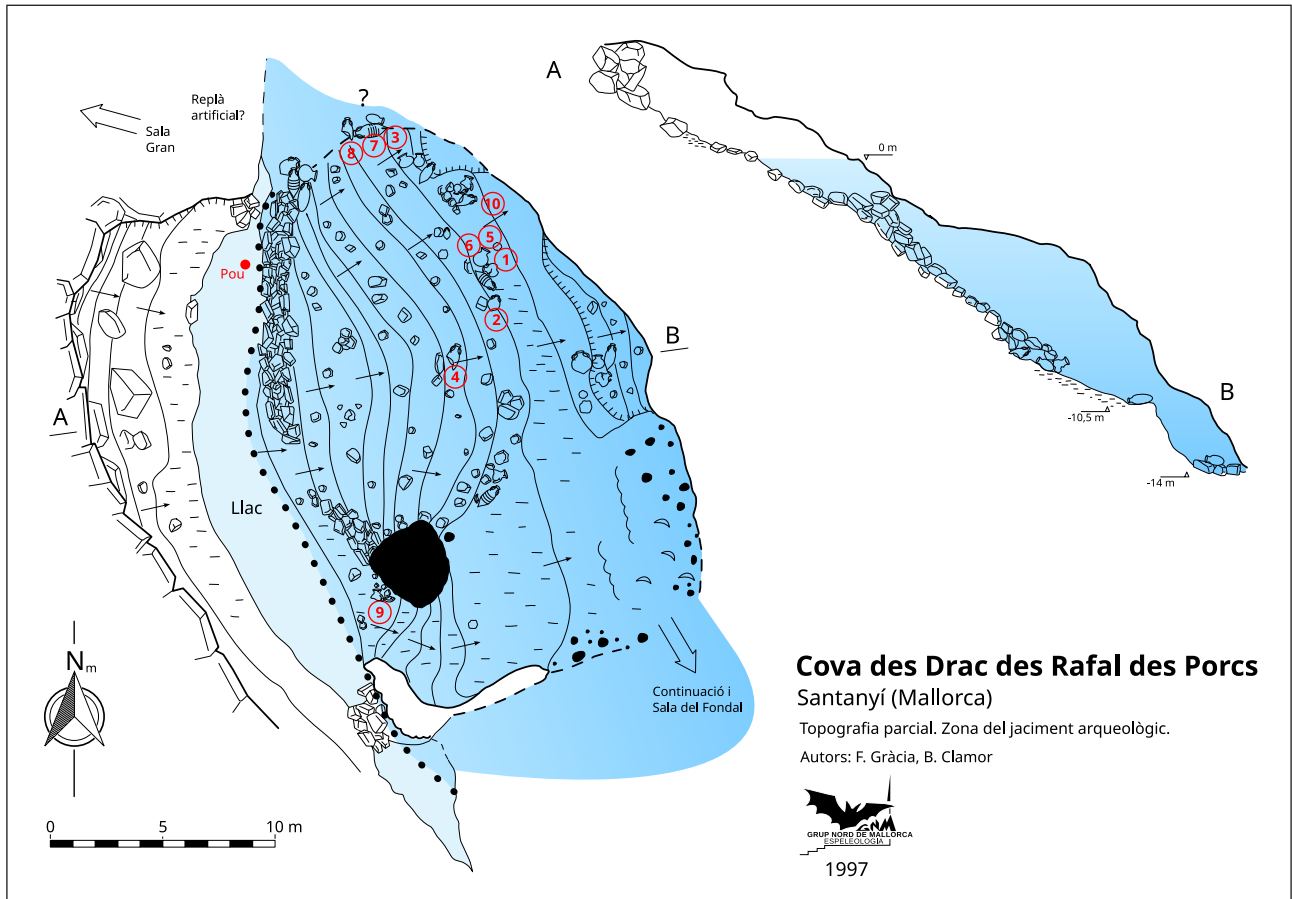 A
Replà
artificial?
?
Sala
Gran
3
7
8
0 m
10
5
6
1
Pou
2
B
4
A
B
-10,5 m
-14 m
Llac
9
Nm
Continuació i
Sala del Fondal
Cova des Drac des Rafal des Porcs
Santanyí (Mallorca)
Topografia parcial. Zona del jaciment arqueològic.
Autors: F. Gràcia, B. Clamor
0 5 10 m
GNM
GRUP NORD DE MALLORCA
ESPELEOLOGIA
1997